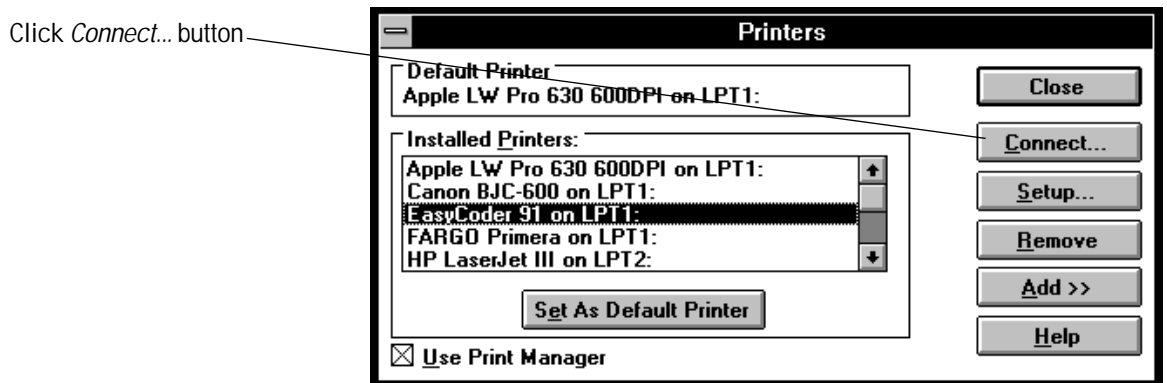 Click Connect... button
Printers
Default Printer
Apple LW Pro 630 600DPI on LPT1:
Installed Printers:
Apple LW Pro 630 600DPI on LPT1:
Canon BJC-600 on LPT1:
EasyCoder 91 on LPT1:
FARGO Primera on LPT1:
HP LaserJet III on LPT2:
Set As Default Printer
Use Print Manager
Close
Connect...
Setup...
Remove
Add >>
Help